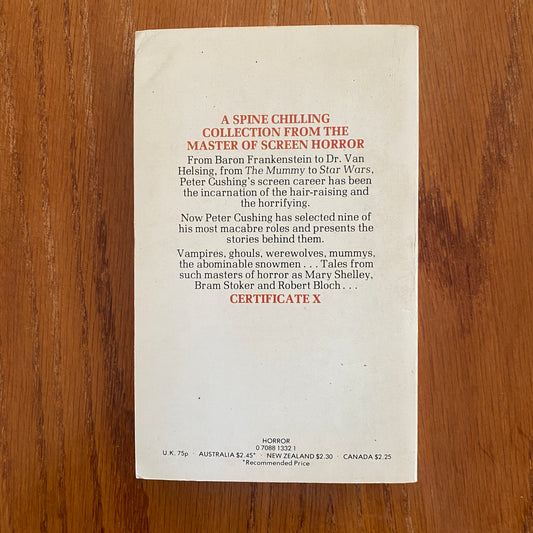 A SPINE CHILLING
COLLECTION FROM THE
MASTER OF SCREEN HORROR
From Baron Frankenstein to Dr. Van
Helsing, from The Mummy to Star Wars,
Peter Cushing's screen career has been
the incarnation of the hair-raising and
the horrifying.
Now Peter Cushing has selected nine of
his most macabre roles and presents the
stories behind them.
Vampires, ghouls, werewolves, mummys,
the abominable snowmen . . . Tales from
such masters of horror as Mary Shelley,
Bram Stoker and Robert Bloch . . .
CERTIFICATE X
HORROR
0 7088 1332 1
U.K. 75p · AUSTRALIA $2.45* · NEW ZEALAND $2.30 · CANADA $2.25
*Recommended Price